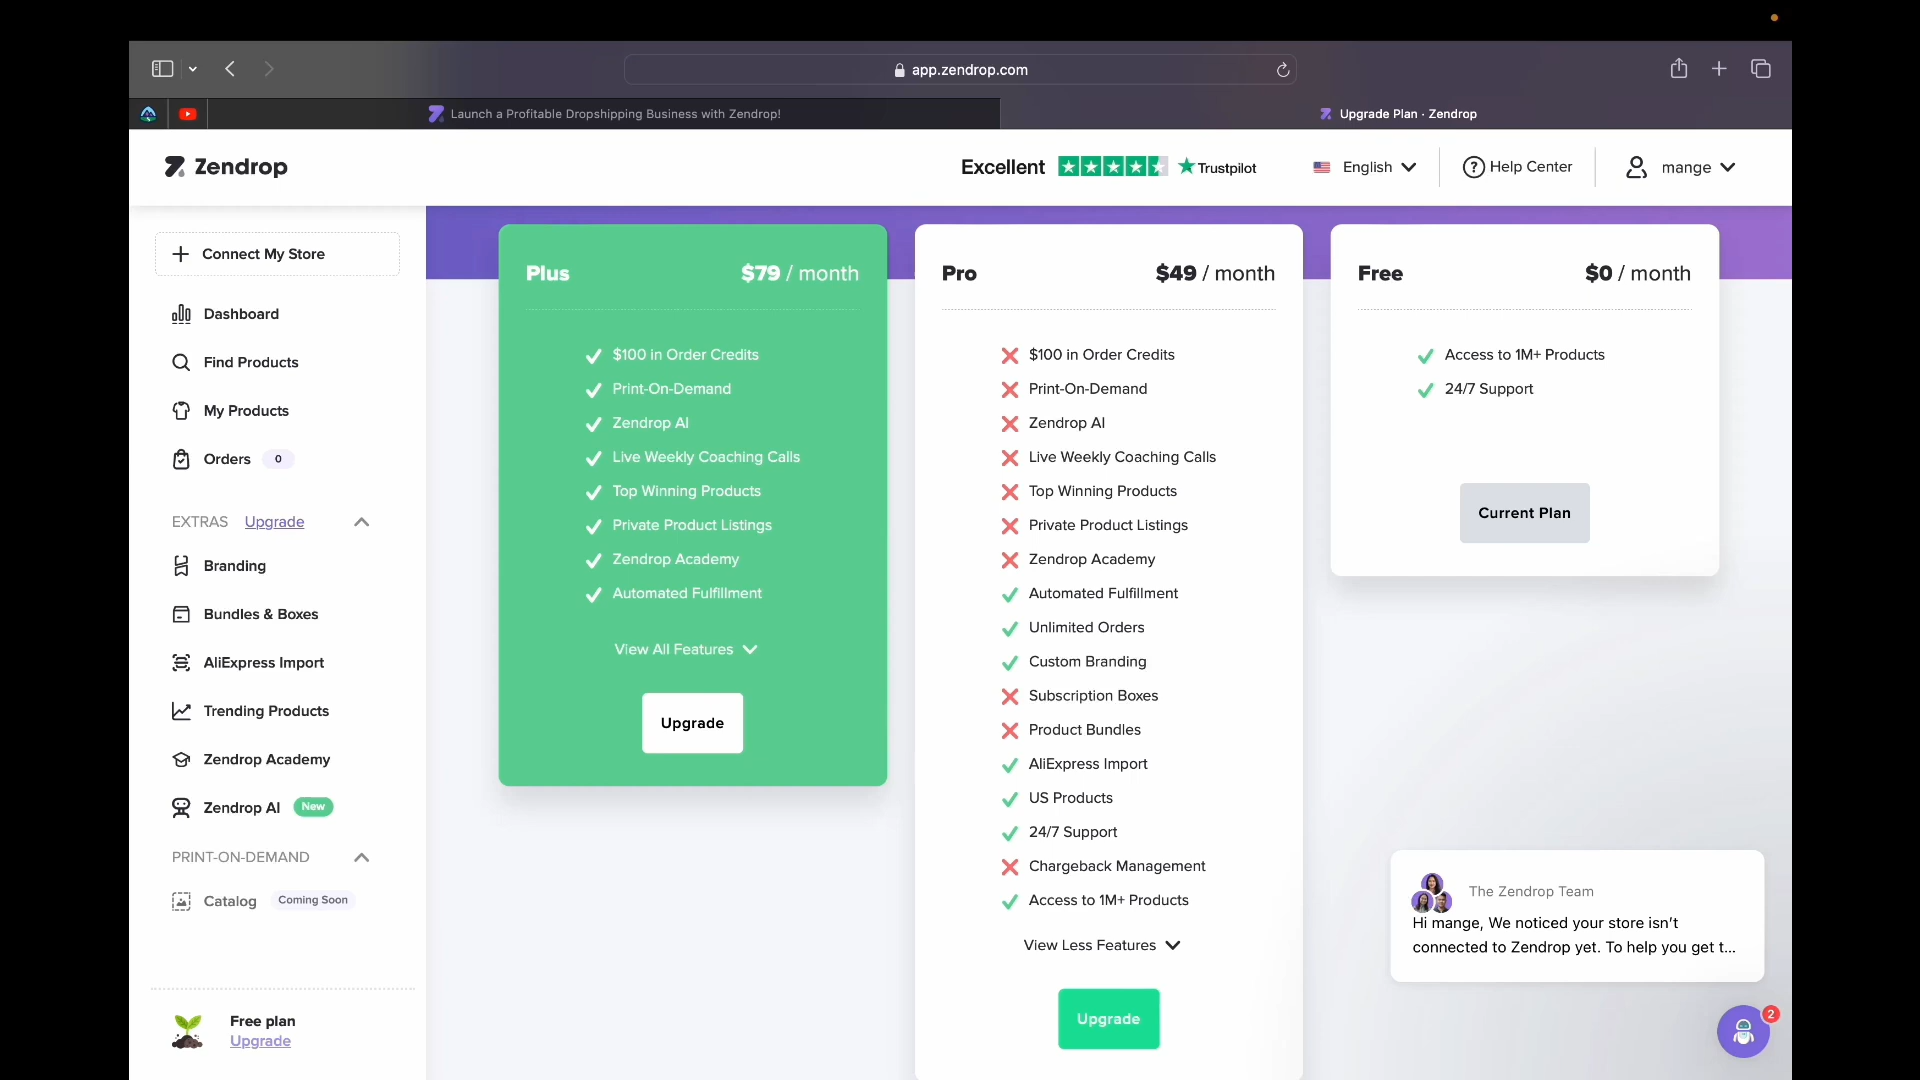 app.zendrop.com
Launch a Profitable Dropshipping Business with Zendrop!
Upgrade Plan · Zendrop
Zendrop
Excellent
Trustpilot
English
Help Center
mange
Connect My Store
Dashboard
Find Products
My Products
Orders 0
EXTRAS Upgrade
Branding
Bundles & Boxes
AliExpress Import
Trending Products
Zendrop Academy
Zendrop AI New
PRINT-ON-DEMAND
Catalog Coming Soon
Free plan
Upgrade
Plus $79 / month
$100 in Order Credits
Print-On-Demand
Zendrop AI
Live Weekly Coaching Calls
Top Winning Products
Private Product Listings
Zendrop Academy
Automated Fulfillment
View All Features
Upgrade
Pro $49 / month
$100 in Order Credits
Print-On-Demand
Zendrop AI
Live Weekly Coaching Calls
Top Winning Products
Private Product Listings
Zendrop Academy
Automated Fulfillment
Unlimited Orders
Custom Branding
Subscription Boxes
Product Bundles
AliExpress Import
US Products
24/7 Support
Chargeback Management
Access to 1M+ Products
View Less Features
Upgrade
Free $0 / month
Access to 1M+ Products
24/7 Support
Current Plan
The Zendrop Team
Hi mange, We noticed your store isn't
connected to Zendrop yet. To help you get t...
2